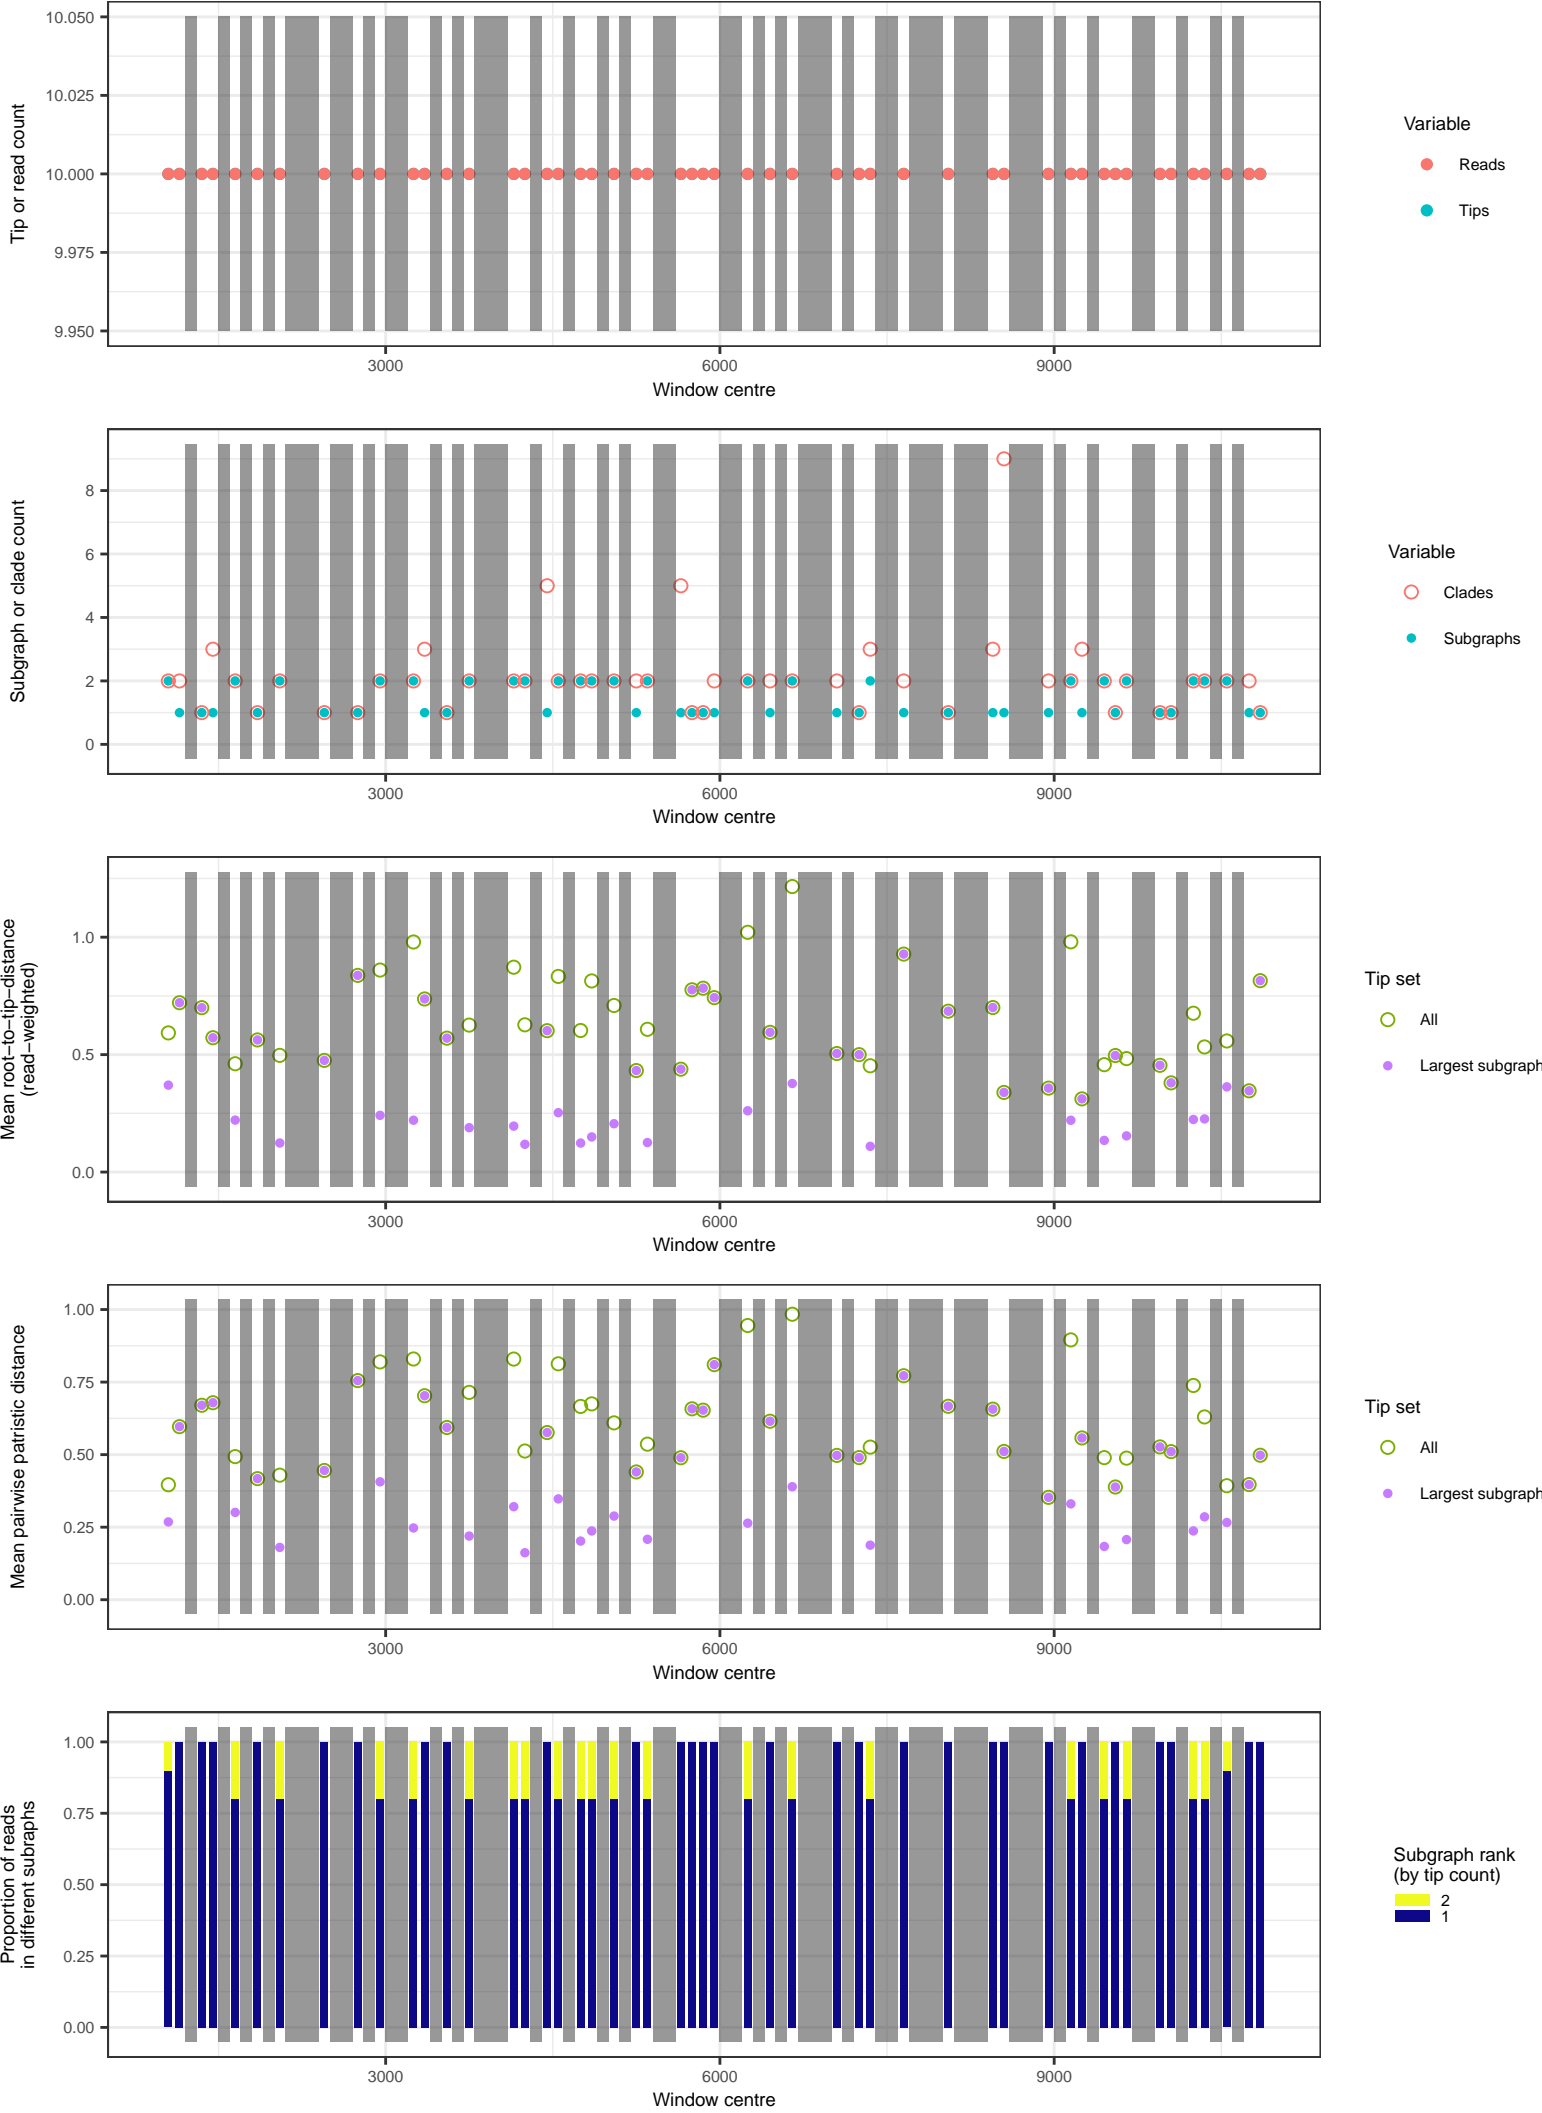 10.050
10.025
10.000
9.975
9.950
Tip or read count
3000
6000
9000
Window centre
Variable
Reads
Tips
8
6
4
2
0
Subgraph or clade count
3000
6000
9000
Window centre
Variable
Clades
Subgraphs
1.0
0.5
0.0
Mean root−to−tip−distance
(read−weighted)
3000
6000
9000
Window centre
Tip set
All
Largest subgraph
1.00
0.75
0.50
0.25
0.00
Mean pairwise patristic distance
3000
6000
9000
Window centre
Tip set
All
Largest subgraph
1.00
0.75
0.50
0.25
0.00
Proportion of reads
in different subraphs
3000
6000
9000
Window centre
Subgraph rank
(by tip count)
2
1